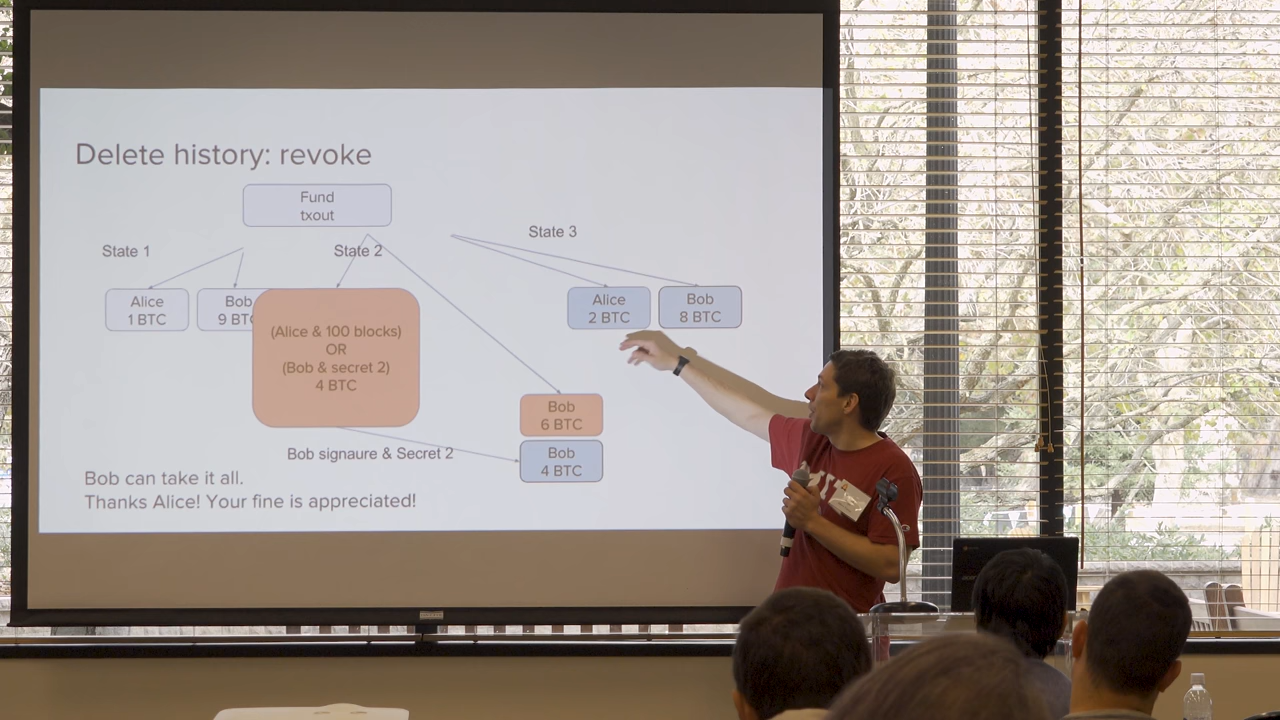 Delete history: revoke
Fund
txout
State 1
State 2
State 3
Alice
1 BTC
Bob
9 BTC
(Alice & 100 blocks)
OR
(Bob & secret 2)
4 BTC
Alice
2 BTC
Bob
8 BTC
Bob
6 BTC
Bob
4 BTC
Bob signaure & Secret 2
Bob can take it all.
Thanks Alice! Your fine is appreciated!